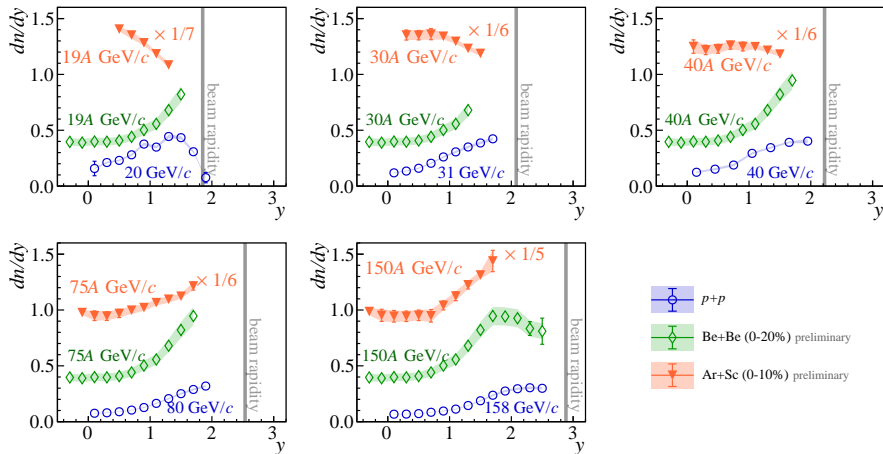 dn/dy
1.5
1.0
0.5
0.0
0
1
2
3
y
× 1/7
19A GeV/c
19A GeV/c
20 GeV/c
beam rapidity
0
1
2
3
y
× 1/6
30A GeV/c
30A GeV/c
31 GeV/c
beam rapidity
0
1
2
3
y
× 1/6
40A GeV/c
40A GeV/c
40 GeV/c
beam rapidity
dn/dy
1.5
1.0
0.5
0.0
0
1
2
3
y
× 1/6
75A GeV/c
75A GeV/c
80 GeV/c
beam rapidity
dn/dy
1.5
1.0
0.5
0.0
0
1
2
3
y
× 1/5
150A GeV/c
150A GeV/c
158 GeV/c
beam rapidity
dn/dy
1.5
1.0
0.5
0.0
dn/dy
1.5
1.0
0.5
0.0
p+p
Be+Be (0-20%) preliminary
Ar+Sc (0-10%) preliminary